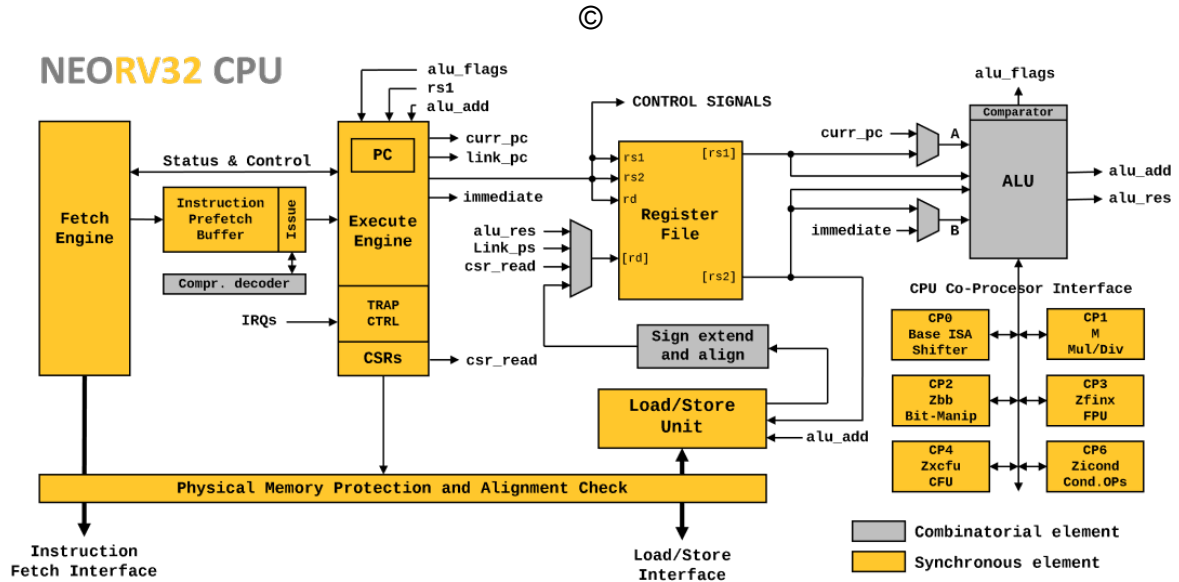 ©
NEORV32 CPU
alu_flags
rs1
alu_add
CONTROL SIGNALS
alu_flags
Comparator
curr_pc
A
PC
curr_pc
link_pc
Status & Control
rs1
[rs1]
rs2
immediate
rd
ALU
alu_add
alu_res
Fetch
Engine
Instruction
Prefetch
Buffer
Issue
Execute
Engine
Register
File
alu_res
Link_ps
csr_read
[rd]
[rs2]
immediate
B
Compr. decoder
IRQs
TRAP
CTRL
CSRs
csr_read
Sign extend
and align
CPU Co-Procesor Interface
CP0
Base ISA
Shifter
CP1
M
Mul/Div
CP2
Zbb
Bit-Manip
CP3
Zfinx
FPU
CP4
Zxcfu
CFU
CP6
Zicond
Cond.OPs
Load/Store
Unit
alu_add
Physical Memory Protection and Alignment Check
Instruction
Fetch Interface
Load/Store
Interface
Combinatorial element
Synchronous element